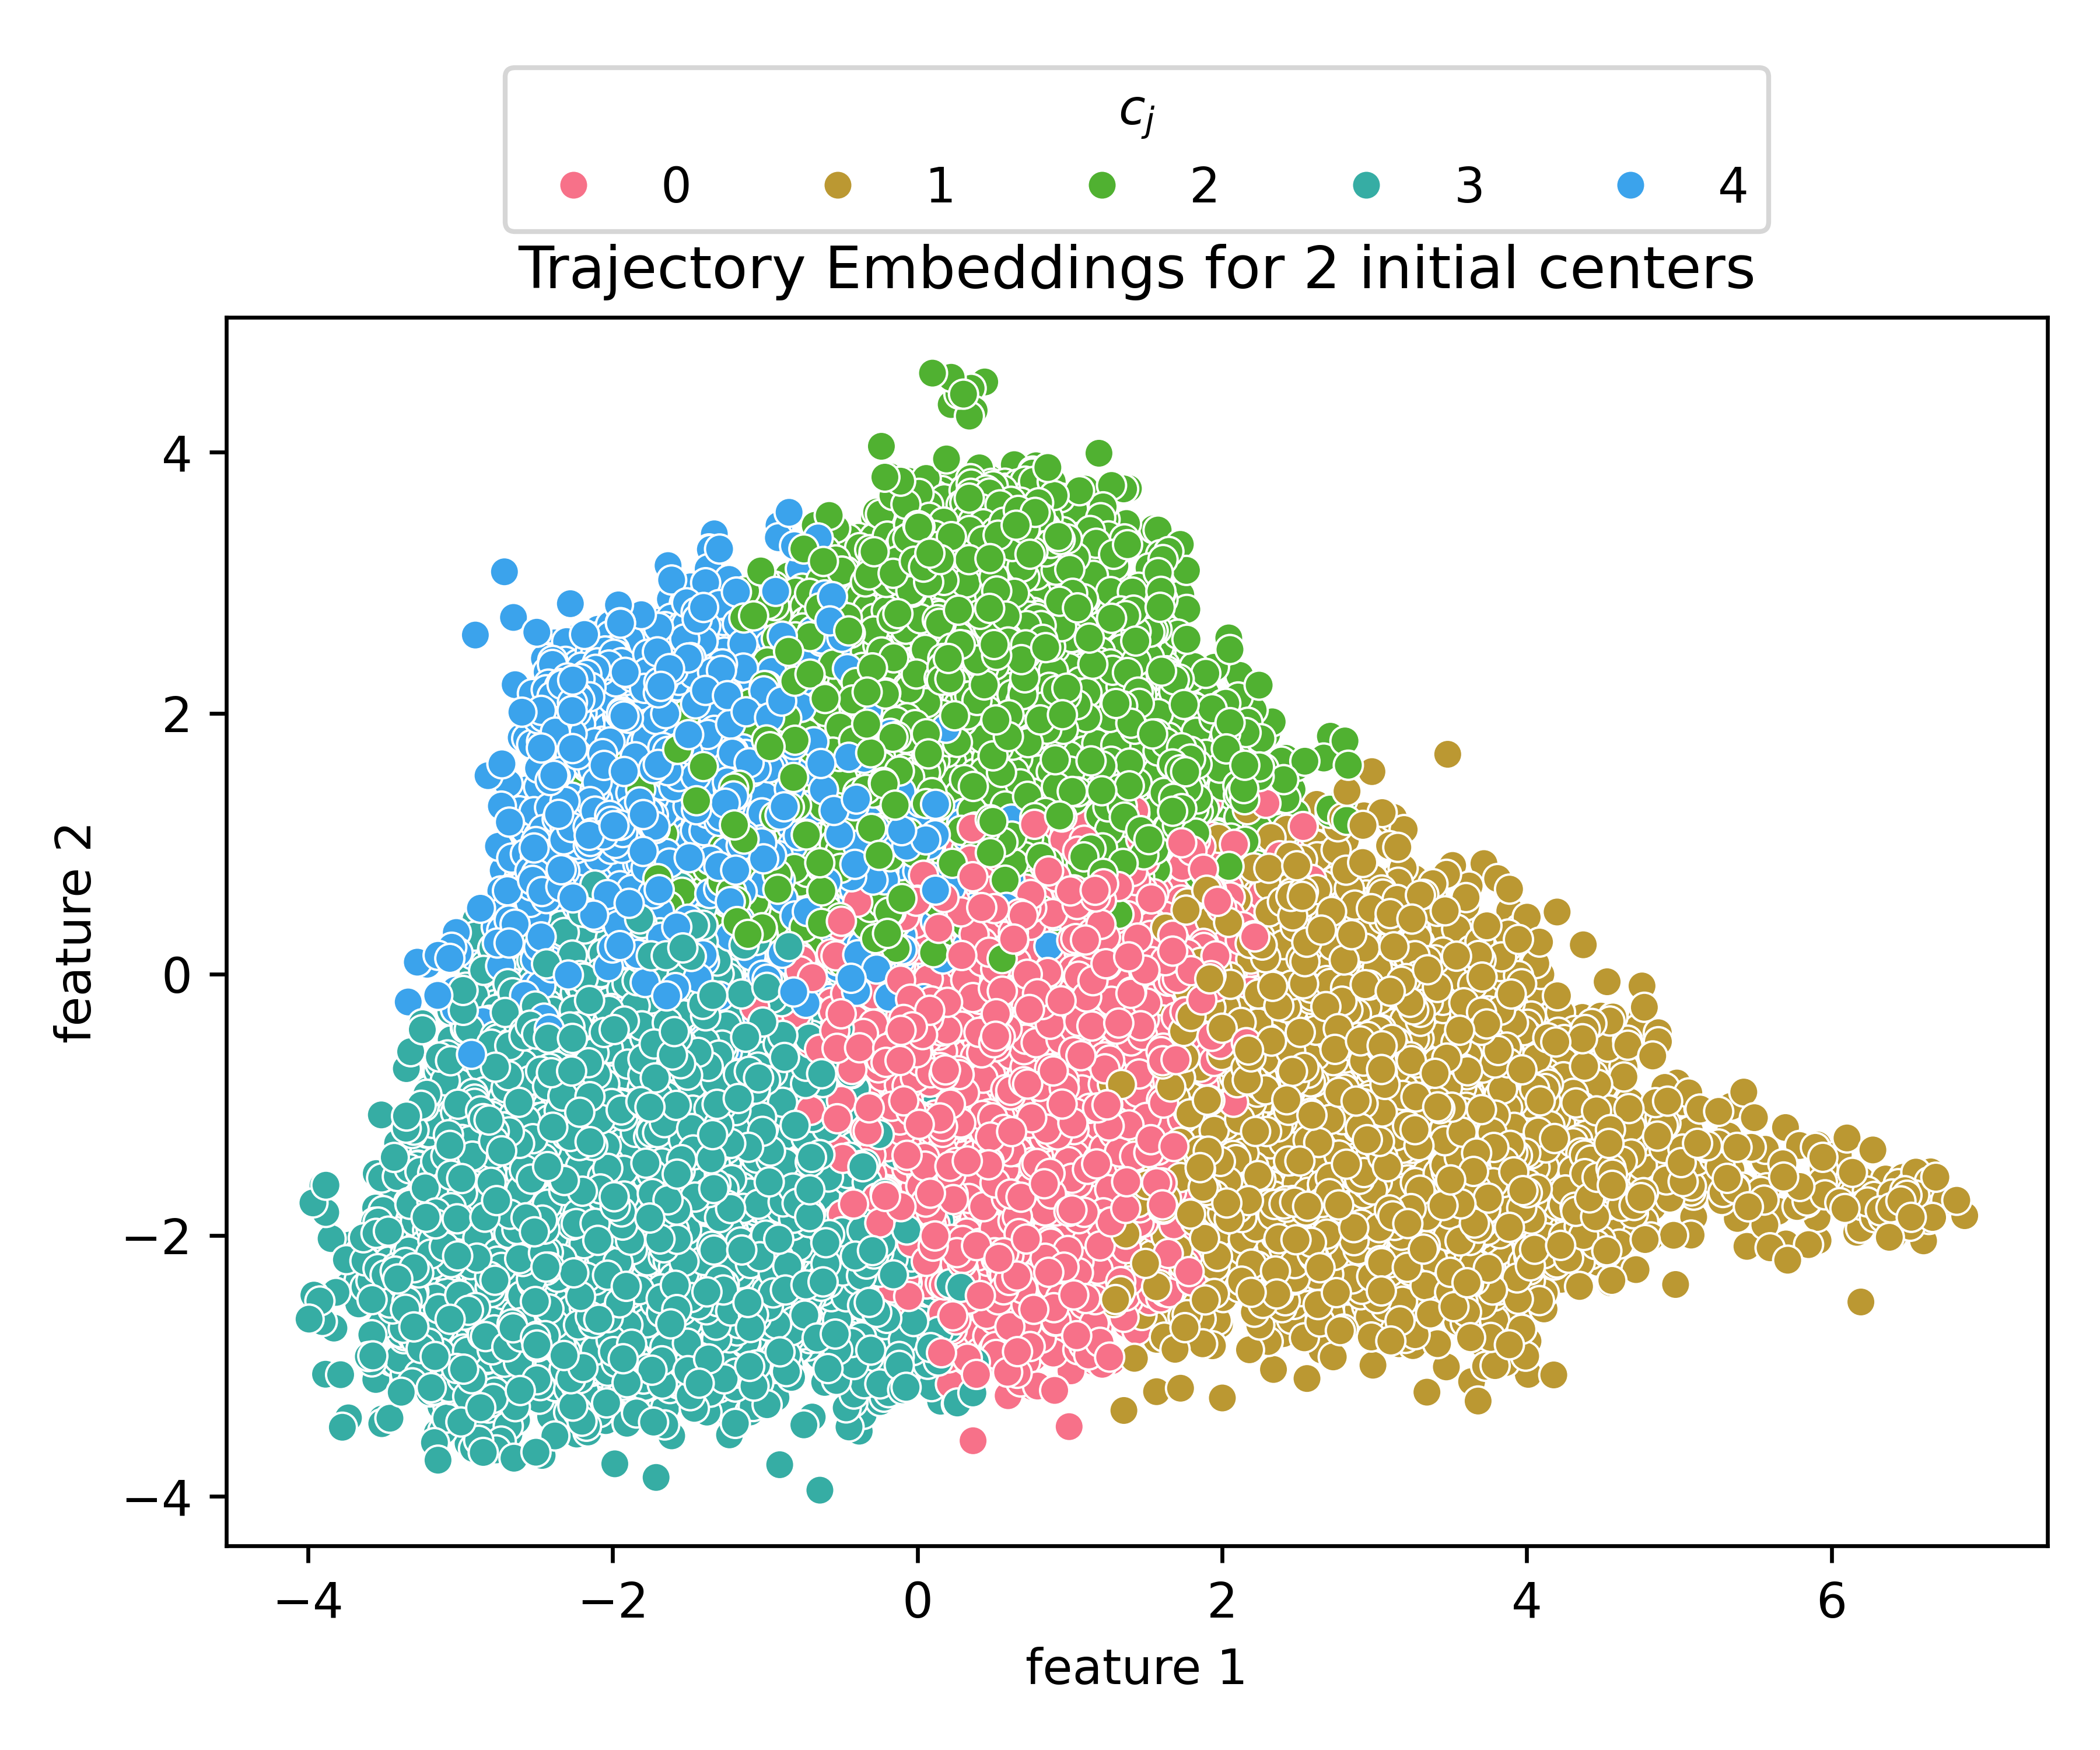 c_j
0 1 2 3 4
Trajectory Embeddings for 2 initial centers
4
2
0
−2
−4
feature 2
−4 −2 0 2 4 6
feature 1